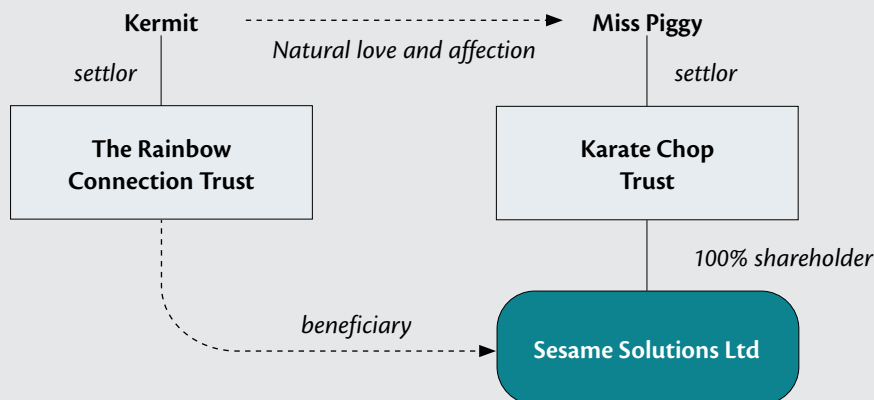 Kermit
Miss Piggy
Natural love and affection
settlor
settlor
The Rainbow
Connection Trust
Karate Chop
Trust
100% shareholder
beneficiary
Sesame Solutions Ltd